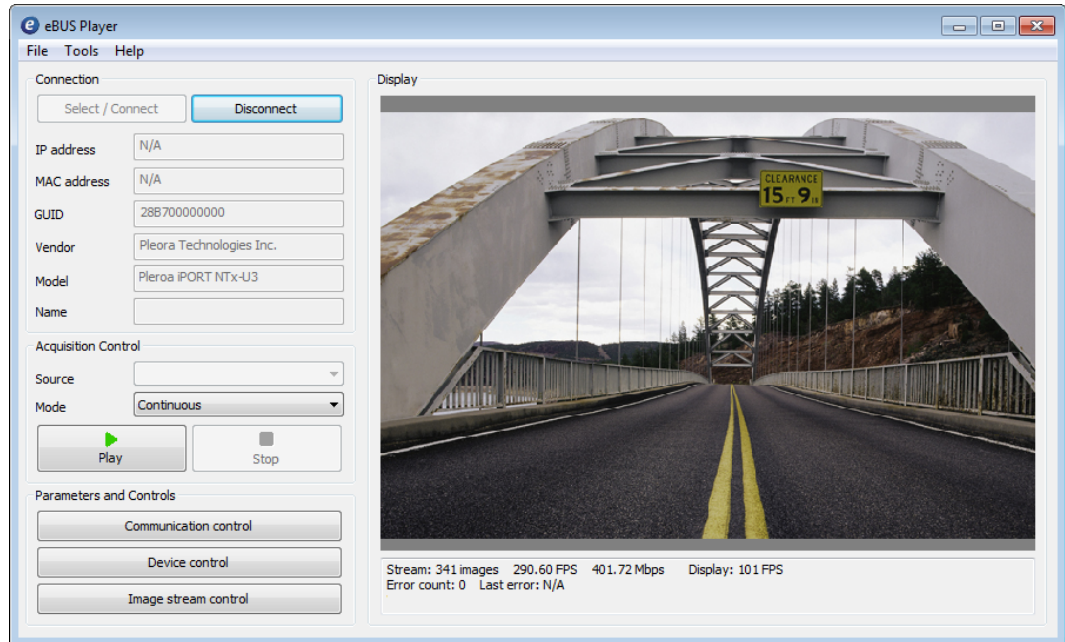 eBUS Player
File Tools Help
Connection
Select / Connect Disconnect
IP address N/A
MAC address N/A
GUID 28B700000000
Vendor Pleora Technologies Inc.
Model Pleroa iPORT NTx-U3
Name
Acquisition Control
Source
Mode Continuous
Play Stop
Parameters and Controls
Communication control
Device control
Image stream control
Display
CLEARANCE
15 FT 9 IN
Stream: 341 images 290.60 FPS 401.72 Mbps Display: 101 FPS
Error count: 0 Last error: N/A